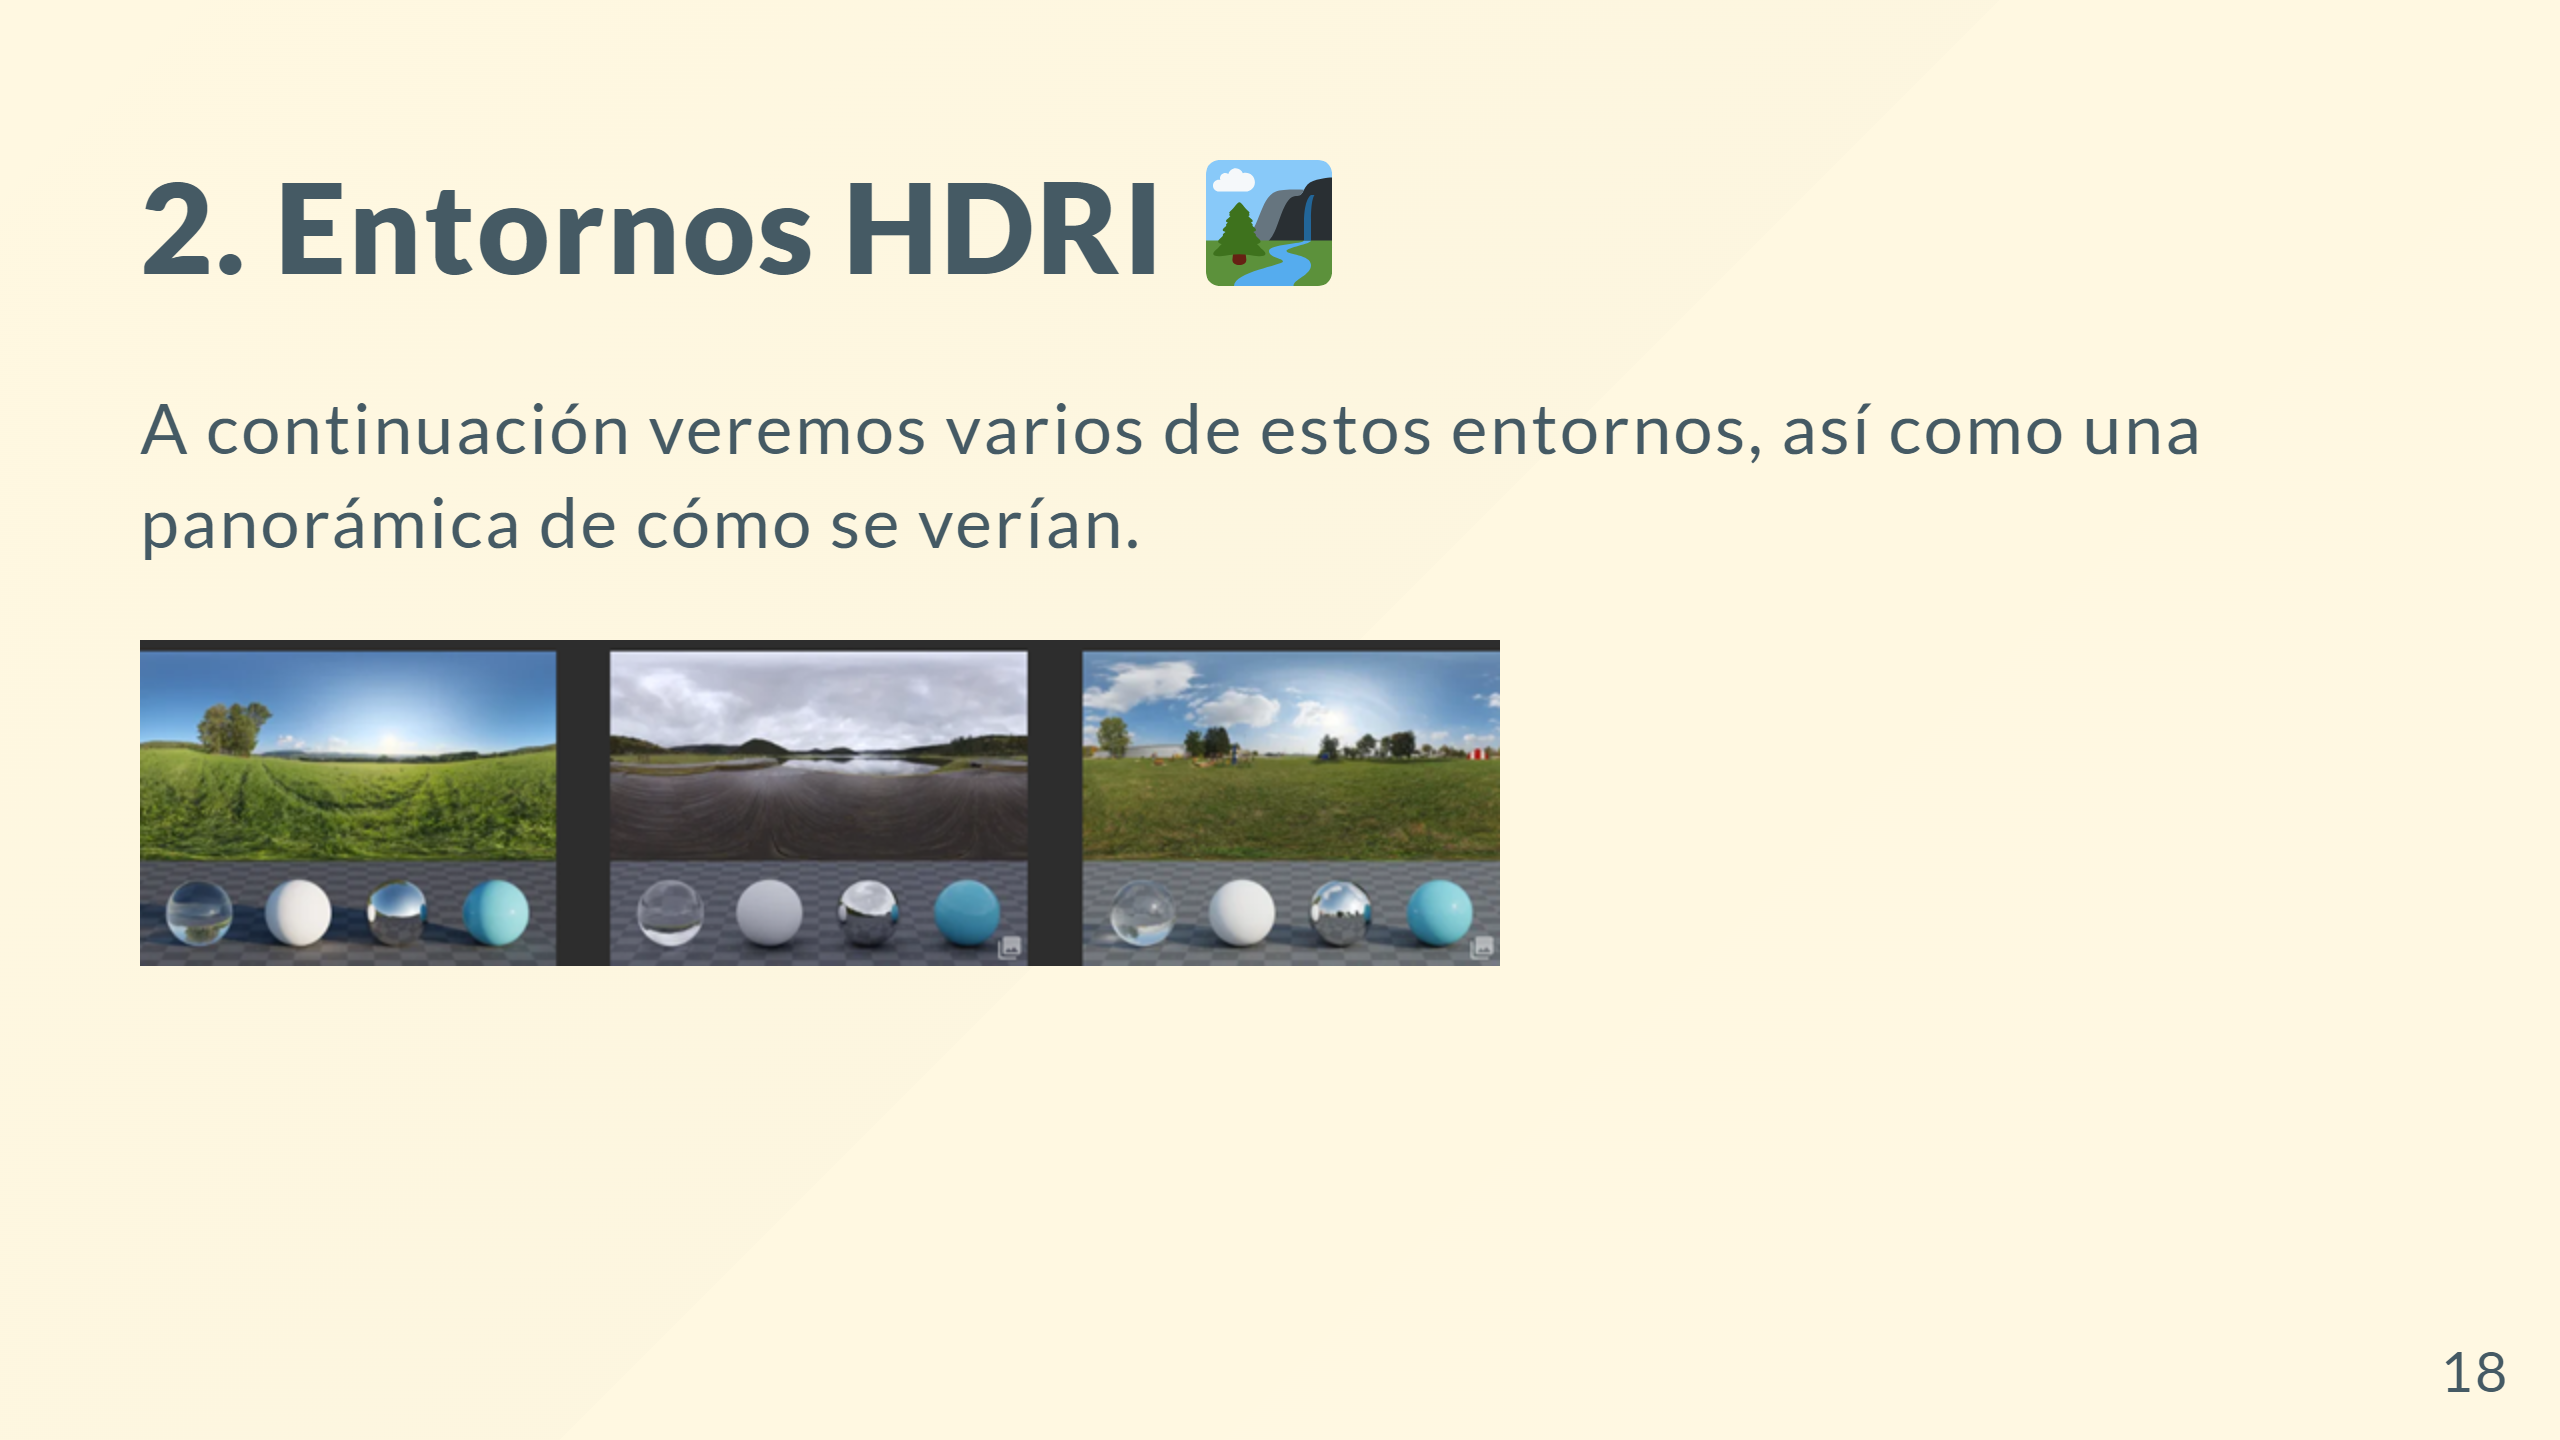 2. Entornos HDRI
A continuación veremos varios de estos entornos, así como una
panorámica de cómo se verían.
18